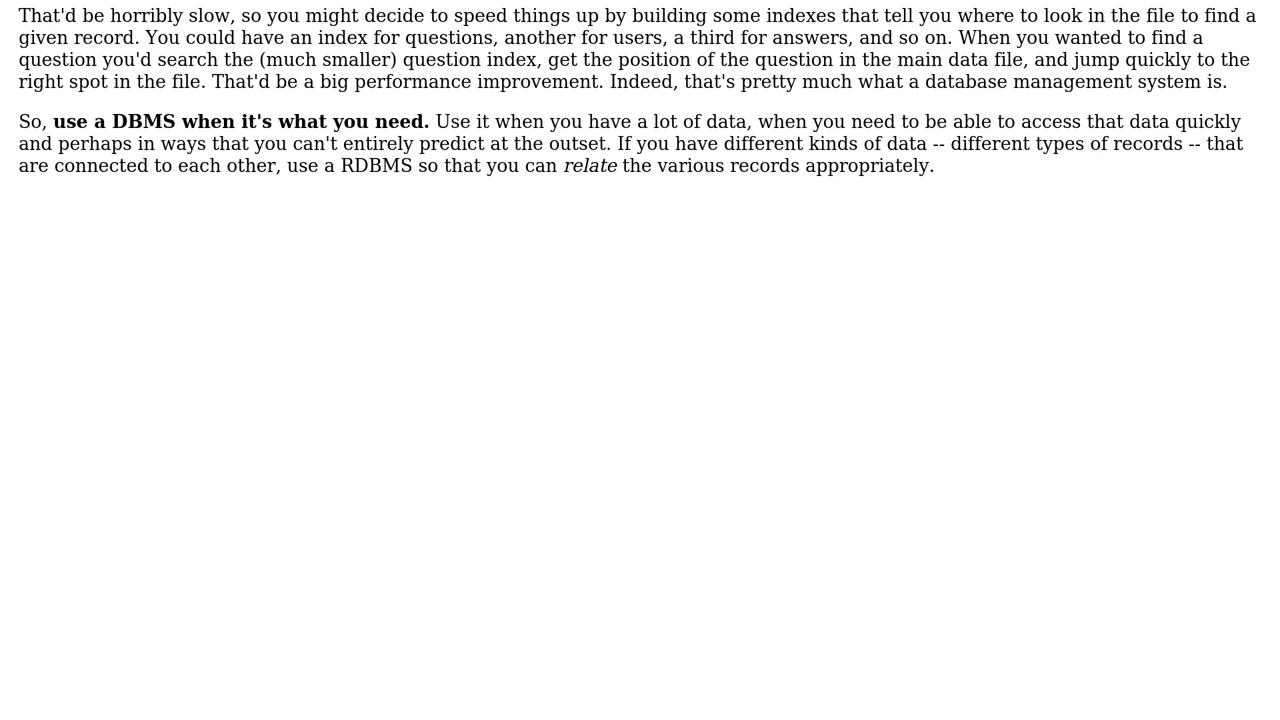 That'd be horribly slow, so you might decide to speed things up by building some indexes that tell you where to look in the file to find a
given record. You could have an index for questions, another for users, a third for answers, and so on. When you wanted to find a
question you'd search the (much smaller) question index, get the position of the question in the main data file, and jump quickly to the
right spot in the file. That'd be a big performance improvement. Indeed, that's pretty much what a database management system is.
So, use a DBMS when it's what you need. Use it when you have a lot of data, when you need to be able to access that data quickly
and perhaps in ways that you can't entirely predict at the outset. If you have different kinds of data -- different types of records -- that
are connected to each other, use a RDBMS so that you can relate the various records appropriately.